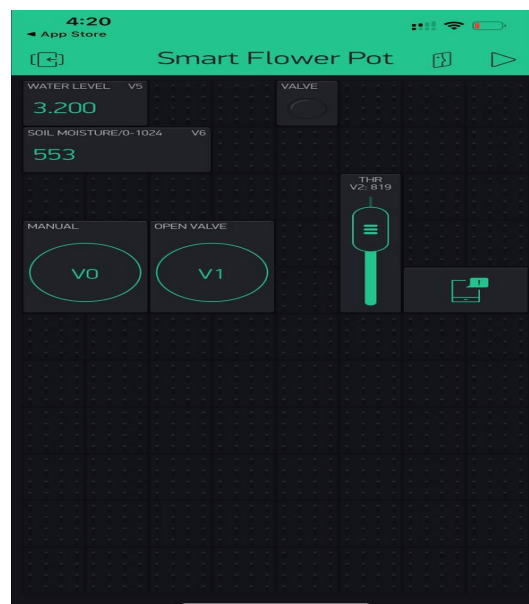 4:20
◀ App Store
Smart Flower Pot
WATER LEVEL V5
3.200
VALVE
SOIL MOISTURE/0-1024 V6
553
THR
V2: 819
MANUAL
V0
OPEN VALVE
V1